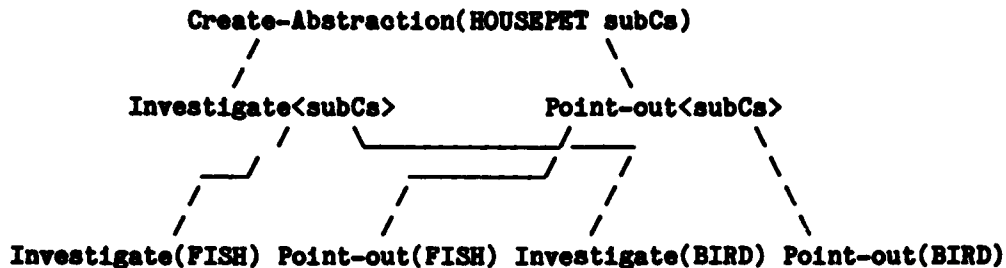 Create-Abstraction(HOUSEPET subCs)
Investigate<subCs> Point-out<subCs>
Investigate(FISH) Point-out(FISH) Investigate(BIRD) Point-out(BIRD)